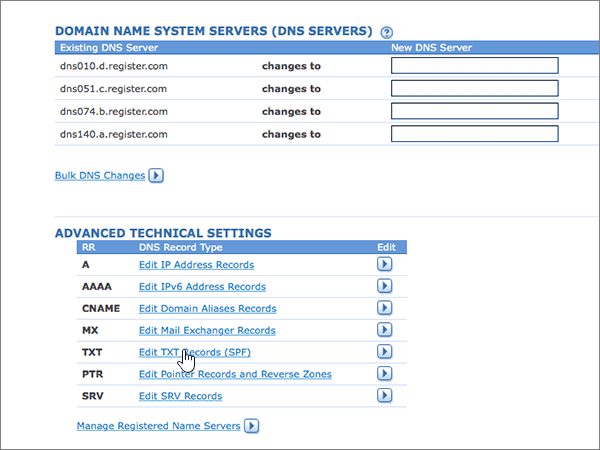 DOMAIN NAME SYSTEM SERVERS (DNS SERVERS) ?
Existing DNS Server New DNS Server
dns010.d.register.com changes to
dns051.c.register.com changes to
dns074.b.register.com changes to
dns140.a.register.com changes to
Bulk DNS Changes
ADVANCED TECHNICAL SETTINGS
RR DNS Record Type Edit
A Edit IP Address Records
AAAA Edit IPv6 Address Records
CNAME Edit Domain Aliases Records
MX Edit Mail Exchanger Records
TXT Edit TXT Records (SPF)
PTR Edit Pointer Records and Reverse Zones
SRV Edit SRV Records
Manage Registered Name Servers